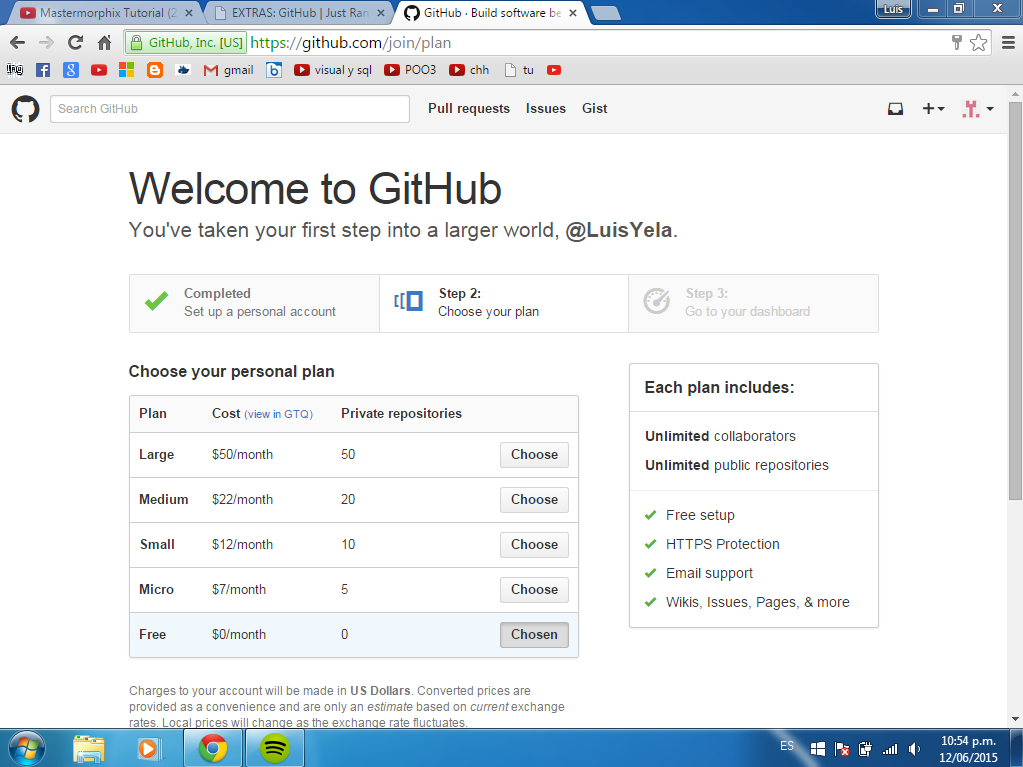 Mastermorphix Tutorial (2
EXTRAS: GitHub | Just Ran
GitHub · Build software be
Luis
GitHub, Inc. [US] https://github.com/join/plan
gmail
visual y sql
POO3
chh
tu
Search GitHub
Pull requests
Issues
Gist
Welcome to GitHub
You've taken your first step into a larger world, @LuisYela.
Completed
Set up a personal account
Step 2:
Choose your plan
Step 3:
Go to your dashboard
Choose your personal plan
Plan Cost (view in GTQ) Private repositories
Large $50/month 50 Choose
Medium $22/month 20 Choose
Small $12/month 10 Choose
Micro $7/month 5 Choose
Free $0/month 0 Chosen
Each plan includes:
Unlimited collaborators
Unlimited public repositories
Free setup
HTTPS Protection
Email support
Wikis, Issues, Pages, & more
Charges to your account will be made in US Dollars. Converted prices are
provided as a convenience and are only an estimate based on current exchange
rates. Local prices will change as the exchange rate fluctuates.
ES
10:54 p.m.
12/06/2015